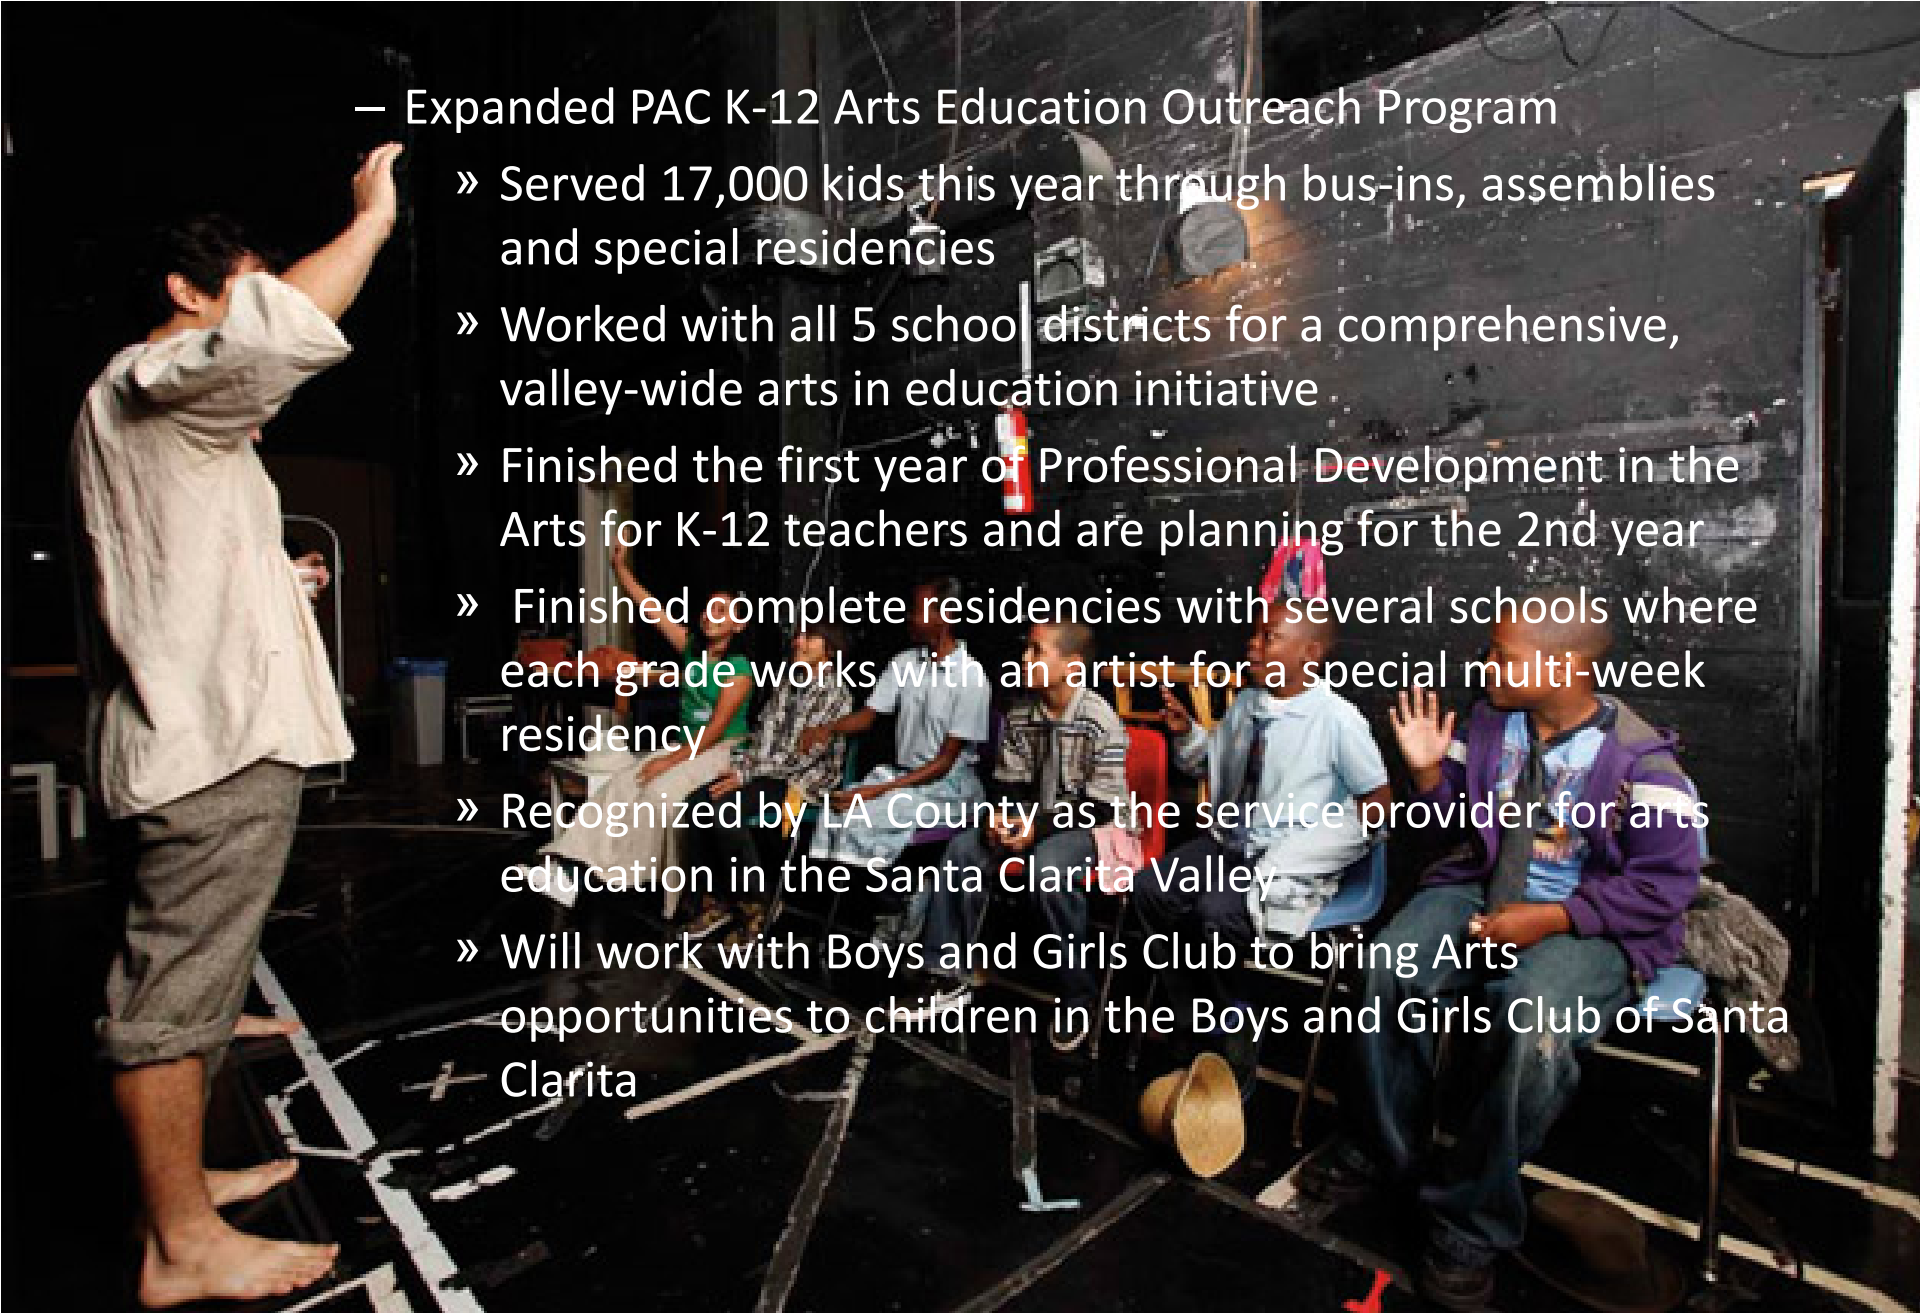 – Expanded PAC K-12 Arts Education Outreach Program
» Served 17,000 kids this year through bus-ins, assemblies
and special residencies
» Worked with all 5 school districts for a comprehensive,
valley-wide arts in education initiative
» Finished the first year of Professional Development in the
Arts for K-12 teachers and are planning for the 2nd year
» Finished complete residencies with several schools where
each grade works with an artist for a special multi-week
residency
» Recognized by LA County as the service provider for arts
education in the Santa Clarita Valley
» Will work with Boys and Girls Club to bring Arts
opportunities to children in the Boys and Girls Club of Santa
Clarita